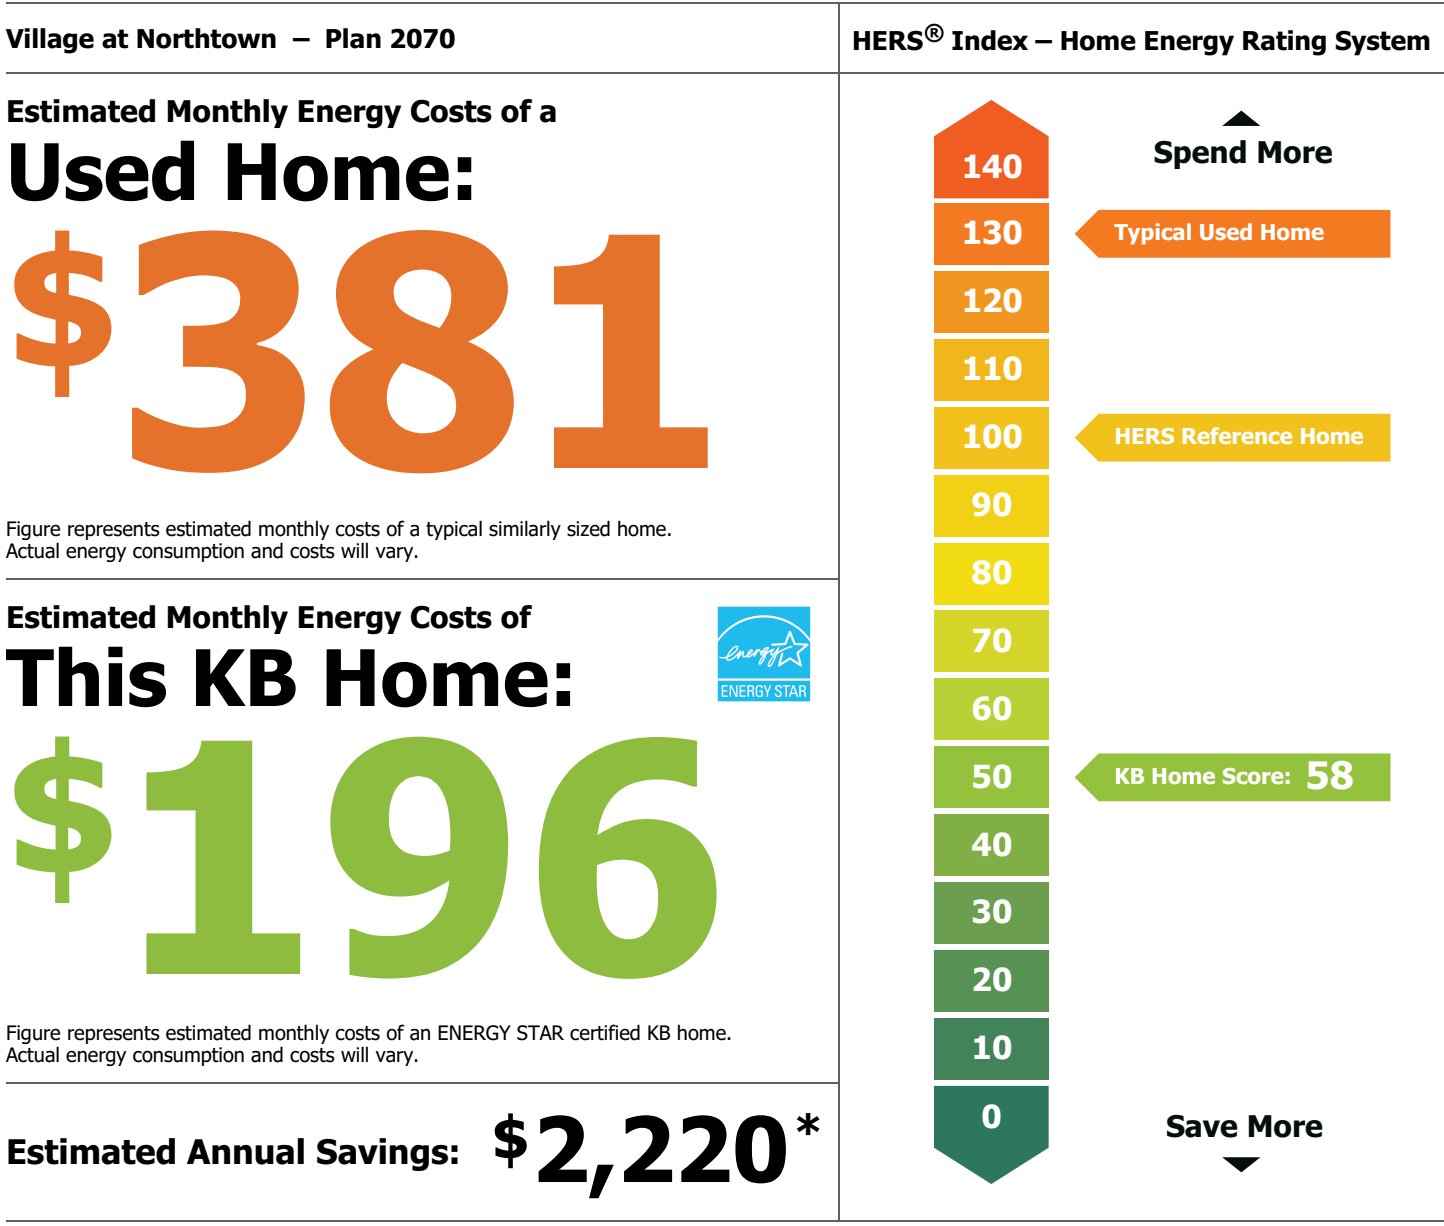 Village at Northtown – Plan 2070
Estimated Monthly Energy Costs of a
Used Home:
$381
Figure represents estimated monthly costs of a typical similarly sized home.
Actual energy consumption and costs will vary.
Estimated Monthly Energy Costs of
This KB Home:
energy
ENERGY STAR
$196
Figure represents estimated monthly costs of an ENERGY STAR certified KB home.
Actual energy consumption and costs will vary.
Estimated Annual Savings: $2,220*
HERS® Index – Home Energy Rating System
Spend More
140
130 Typical Used Home
120
110
100 HERS Reference Home
90
80
70
60
50 KB Home Score: 58
40
30
20
10
0
Save More